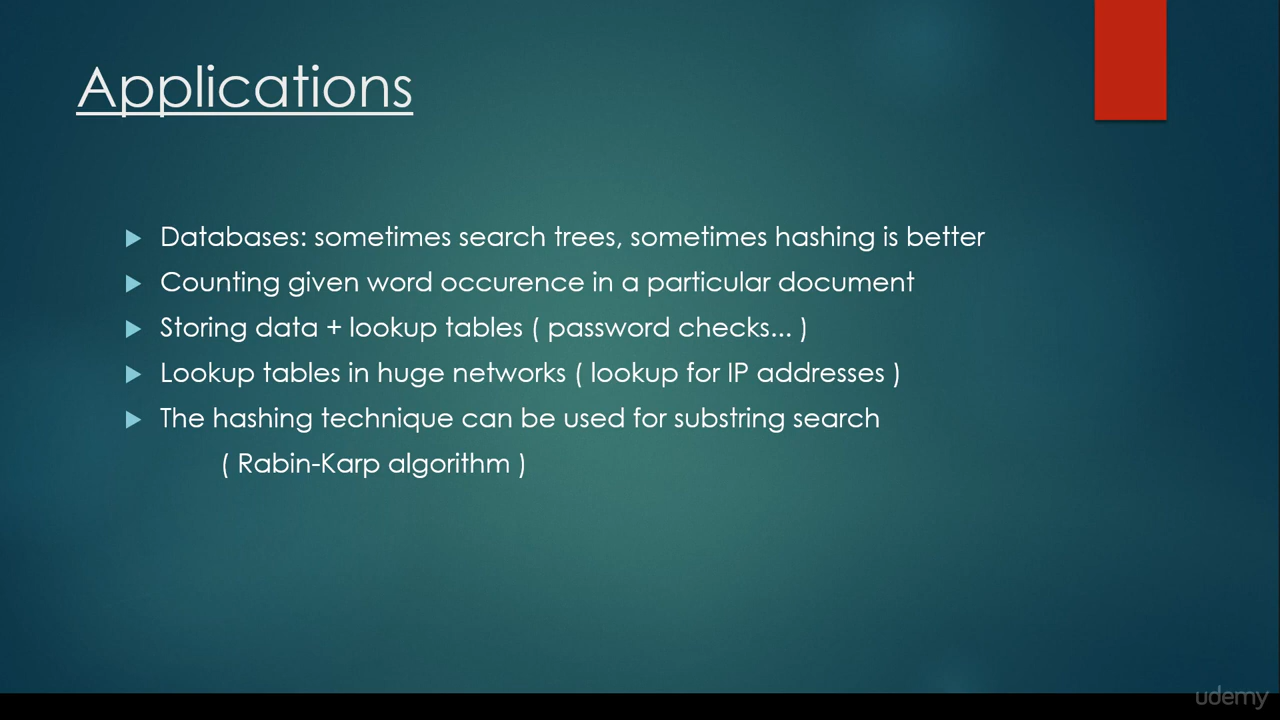 Applications
Databases: sometimes search trees, sometimes hashing is better
Counting given word occurence in a particular document
Storing data + lookup tables ( password checks... )
Lookup tables in huge networks ( lookup for IP addresses )
The hashing technique can be used for substring search
( Rabin-Karp algorithm )
udemy